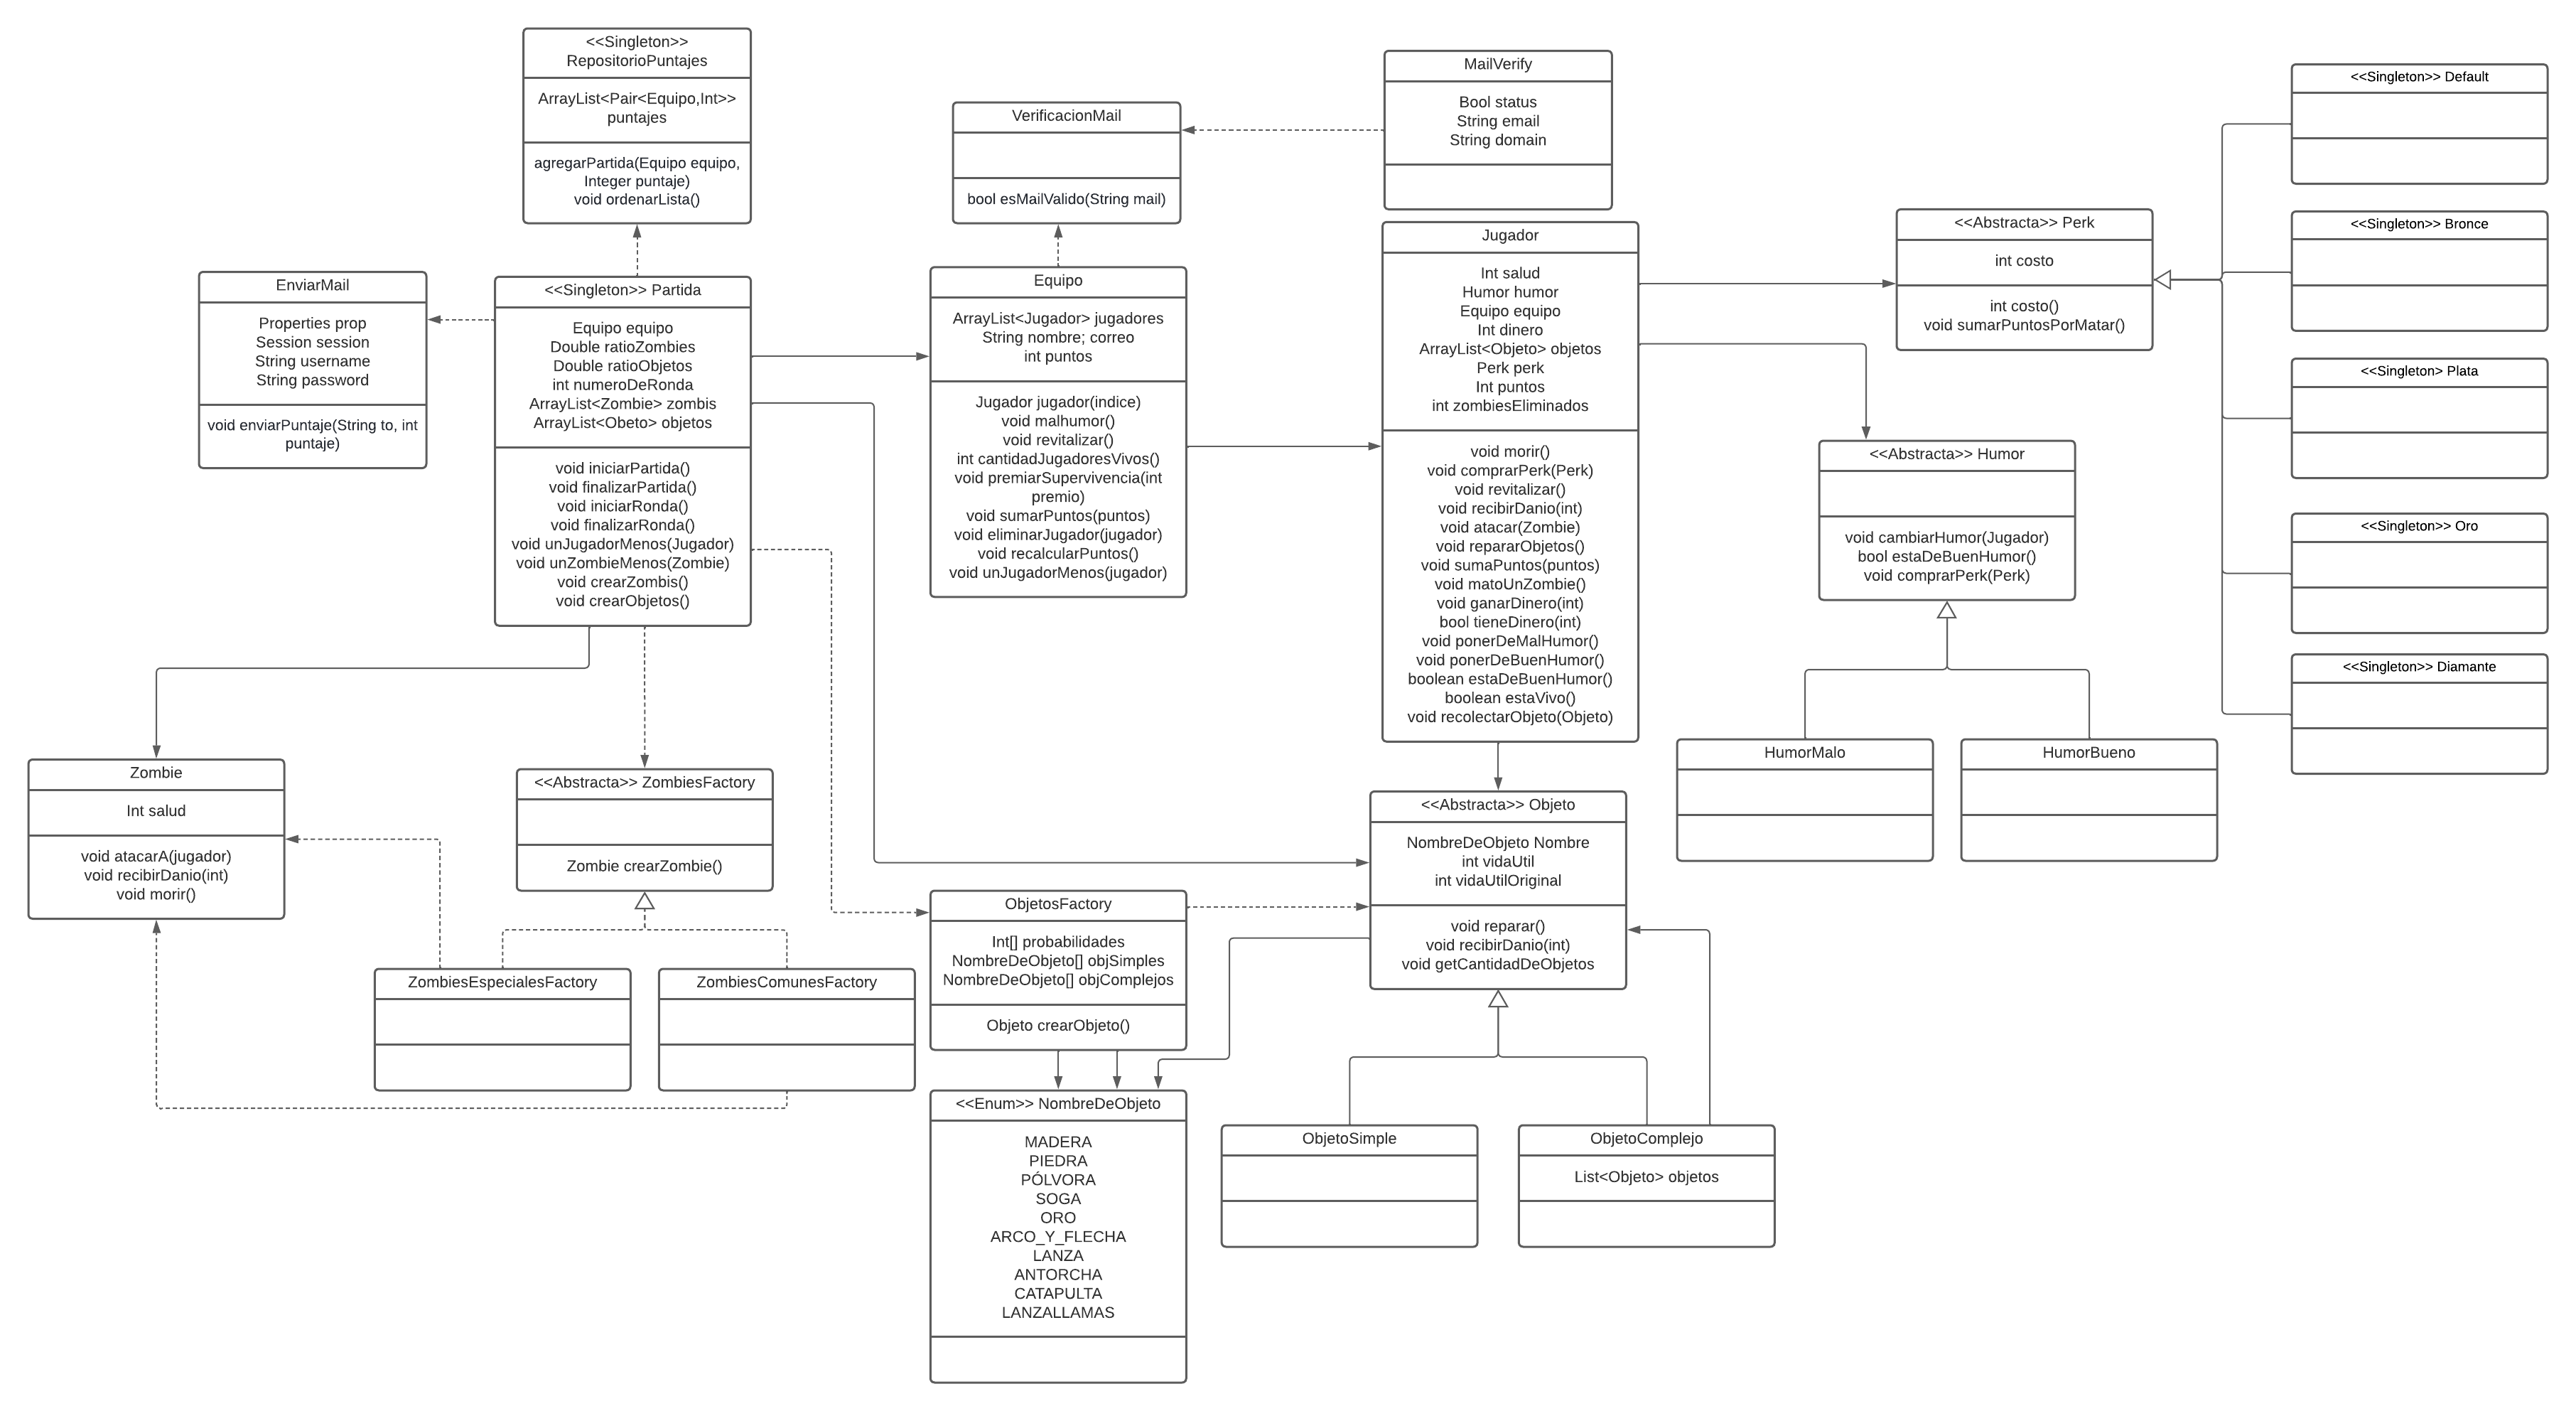 <<Singleton>>
RepositorioPuntajes
ArrayList<Pair<Equipo,Int>>
puntajes
agregarPartida(Equipo equipo,
Integer puntaje)
void ordenarLista()
EnviarMail
Properties prop
Session session
String username
String password
void enviarPuntaje(String to, int
puntaje)
<<Singleton>> Partida
Equipo equipo
Double ratioZombies
Double ratioObjetos
int numeroDeRonda
ArrayList<Zombie> zombis
ArrayList<Obeto> objetos
void iniciarPartida()
void finalizarPartida()
void iniciarRonda()
void finalizarRonda()
void unJugadorMenos(Jugador)
void unZombieMenos(Zombie)
void crearZombis()
void crearObjetos()
VerificacionMail
bool esMailValido(String mail)
MailVerify
Bool status
String email
String domain
Equipo
ArrayList<Jugador> jugadores
String nombre; correo
int puntos
Jugador jugador(indice)
void malhumor()
void revitalizar()
int cantidadJugadoresVivos()
void premiarSupervivencia(int
premio)
void sumarPuntos(puntos)
void eliminarJugador(jugador)
void recalcularPuntos()
void unJugadorMenos(jugador)
Jugador
Int salud
Humor humor
Equipo equipo
Int dinero
ArrayList<Objeto> objetos
Perk perk
Int puntos
int zombiesEliminados
void morir()
void comprarPerk(Perk)
void revitalizar()
void recibirDanio(int)
void atacar(Zombie)
void repararObjetos()
void sumaPuntos(puntos)
void matoUnZombie()
void ganarDinero(int)
bool tieneDinero(int)
void ponerDeMalHumor()
void ponerDeBuenHumor()
boolean estaDeBuenHumor()
boolean estaVivo()
void recolectarObjeto(Objeto)
<<Abstracta>> Perk
int costo
int costo()
void sumarPuntosPorMatar()
<<Singleton>> Default
<<Singleton>> Bronce
<<Singleton> Plata
<<Singleton>> Oro
<<Singleton>> Diamante
<<Abstracta>> Humor
void cambiarHumor(Jugador)
bool estaDeBuenHumor()
void comprarPerk(Perk)
HumorMalo
HumorBueno
Zombie
Int salud
void atacarA(jugador)
void recibirDanio(int)
void morir()
<<Abstracta>> ZombiesFactory
Zombie crearZombie()
ZombiesEspecialesFactory
ZombiesComunesFactory
ObjetosFactory
Int[] probabilidades
NombreDeObjeto[] objSimples
NombreDeObjeto[] objComplejos
Objeto crearObjeto()
<<Abstracta>> Objeto
NombreDeObjeto Nombre
int vidaUtil
int vidaUtilOriginal
void reparar()
void recibirDanio(int)
void getCantidadDeObjetos
<<Enum>> NombreDeObjeto
MADERA
PIEDRA
PÓLVORA
SOGA
ORO
ARCO_Y_FLECHA
LANZA
ANTORCHA
CATAPULTA
LANZALLAMAS
ObjetoSimple
ObjetoComplejo
List<Objeto> objetos